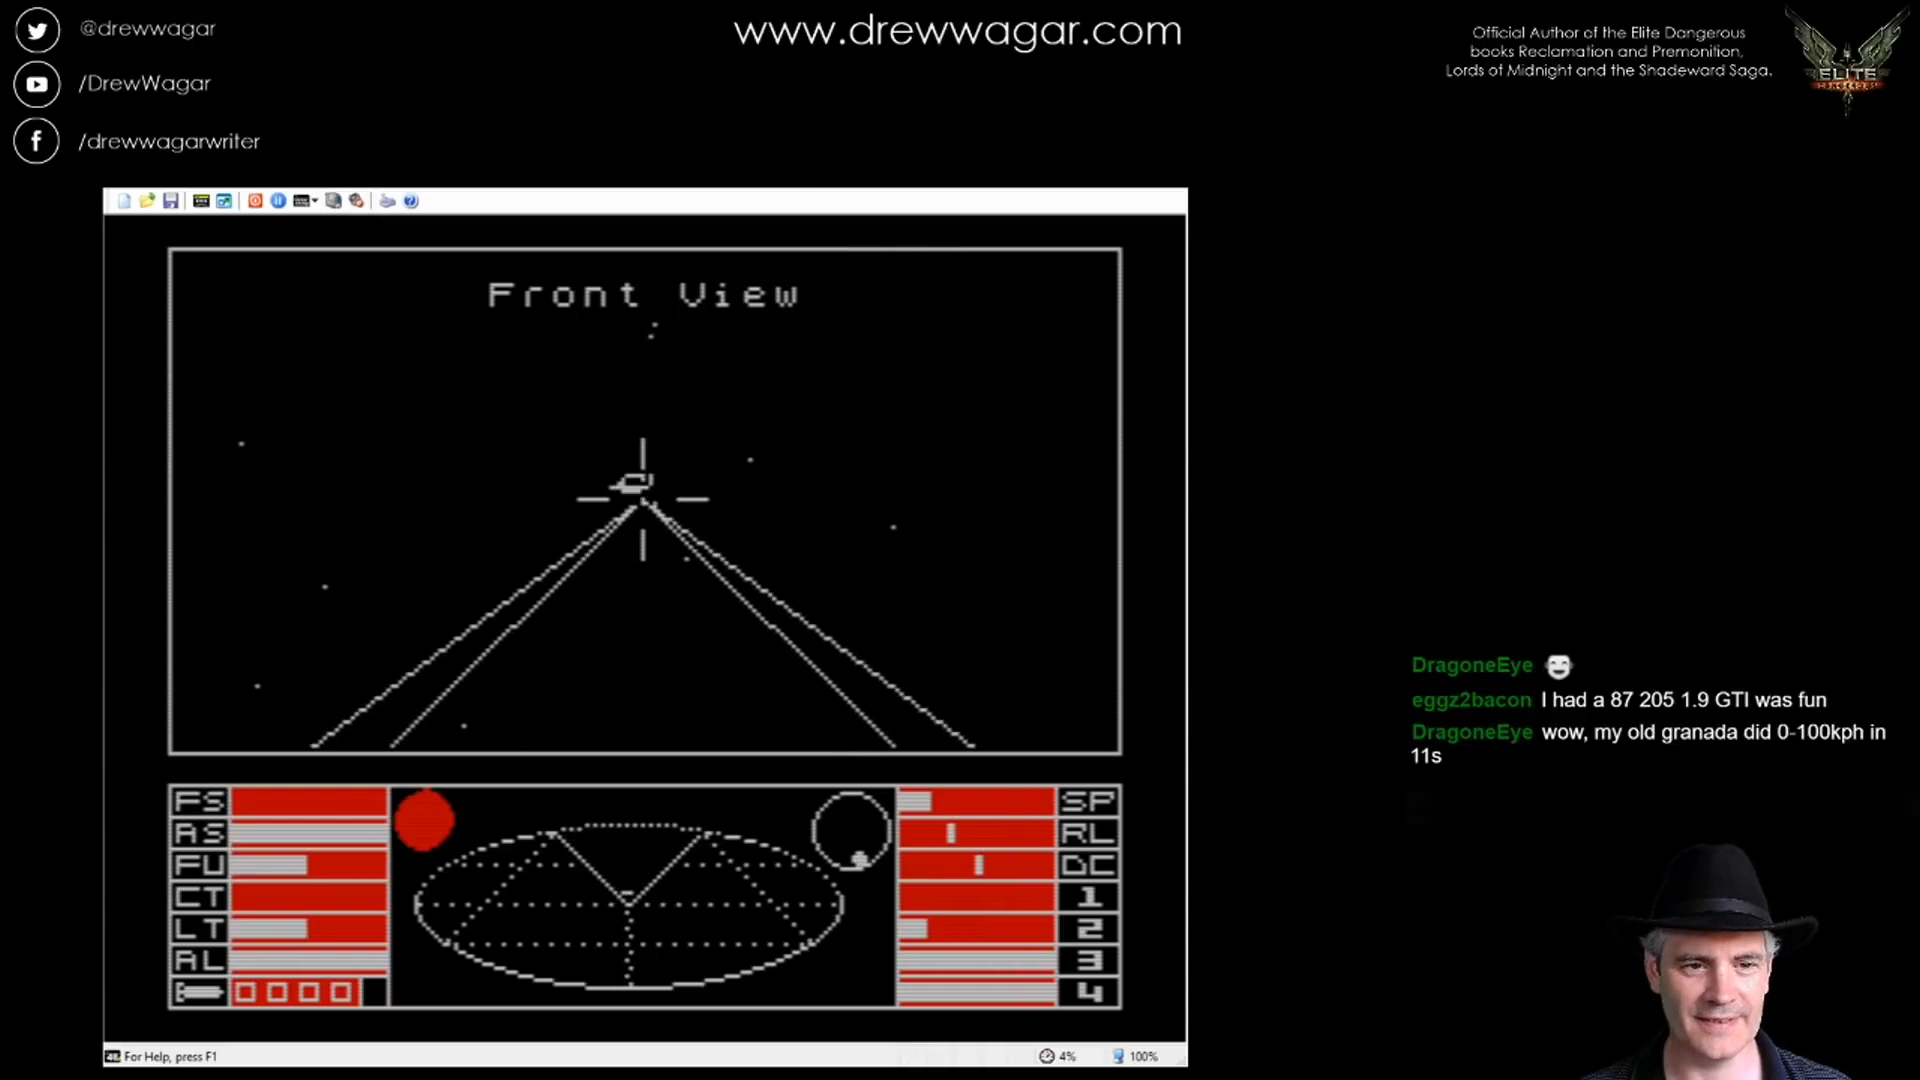 @drewwagar
/DrewWagar
/drewwagarwriter
www.drewwagar.com
Official Author of the Elite Dangerous
books Reclamation and Premonition,
Lords of Midnight and the Shadeward Saga.
ELITE
DANGEROUS
Front View
FS
AS
FU
CT
LT
AL
SP
RL
DC
1
2
3
4
For Help, press F1
4%
100%
DragoneEye
eggz2bacon I had a 87 205 1.9 GTI was fun
DragoneEye wow, my old granada did 0-100kph in
11s